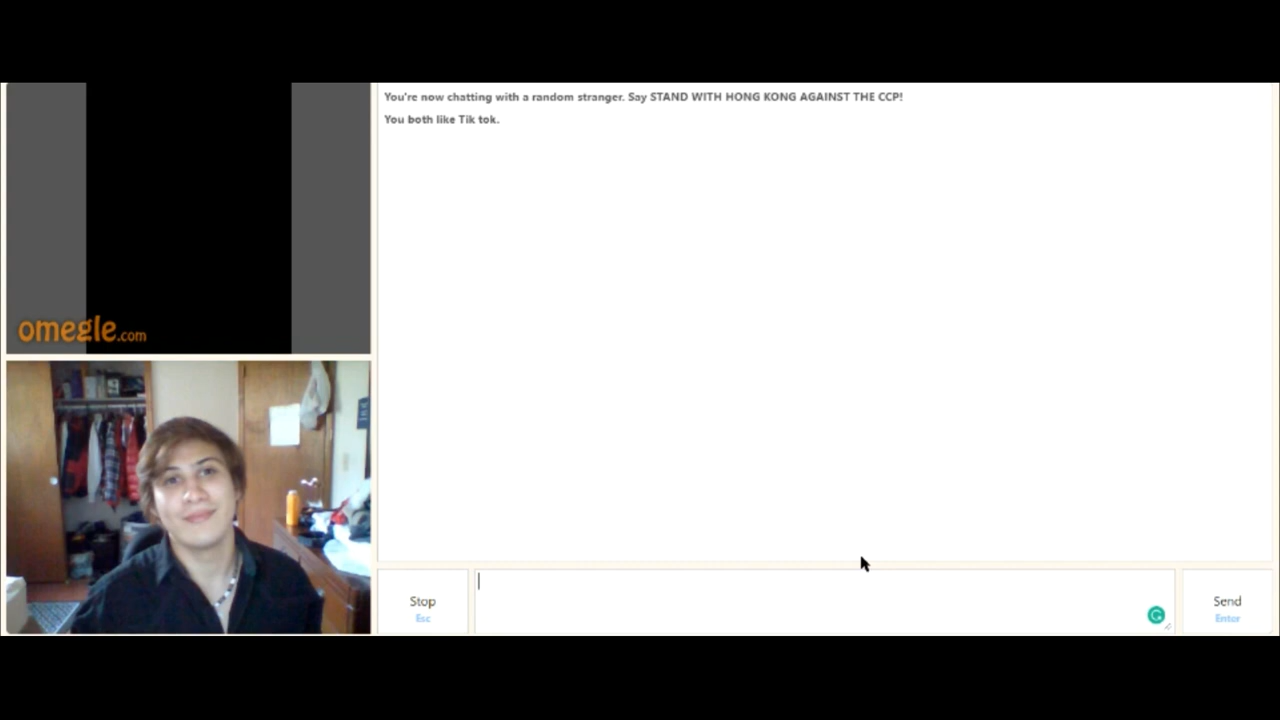 You're now chatting with a random stranger. Say STAND WITH HONG KONG AGAINST THE CCP!
You both like Tik tok.
omegle.com
Stop
Esc
Send
Enter